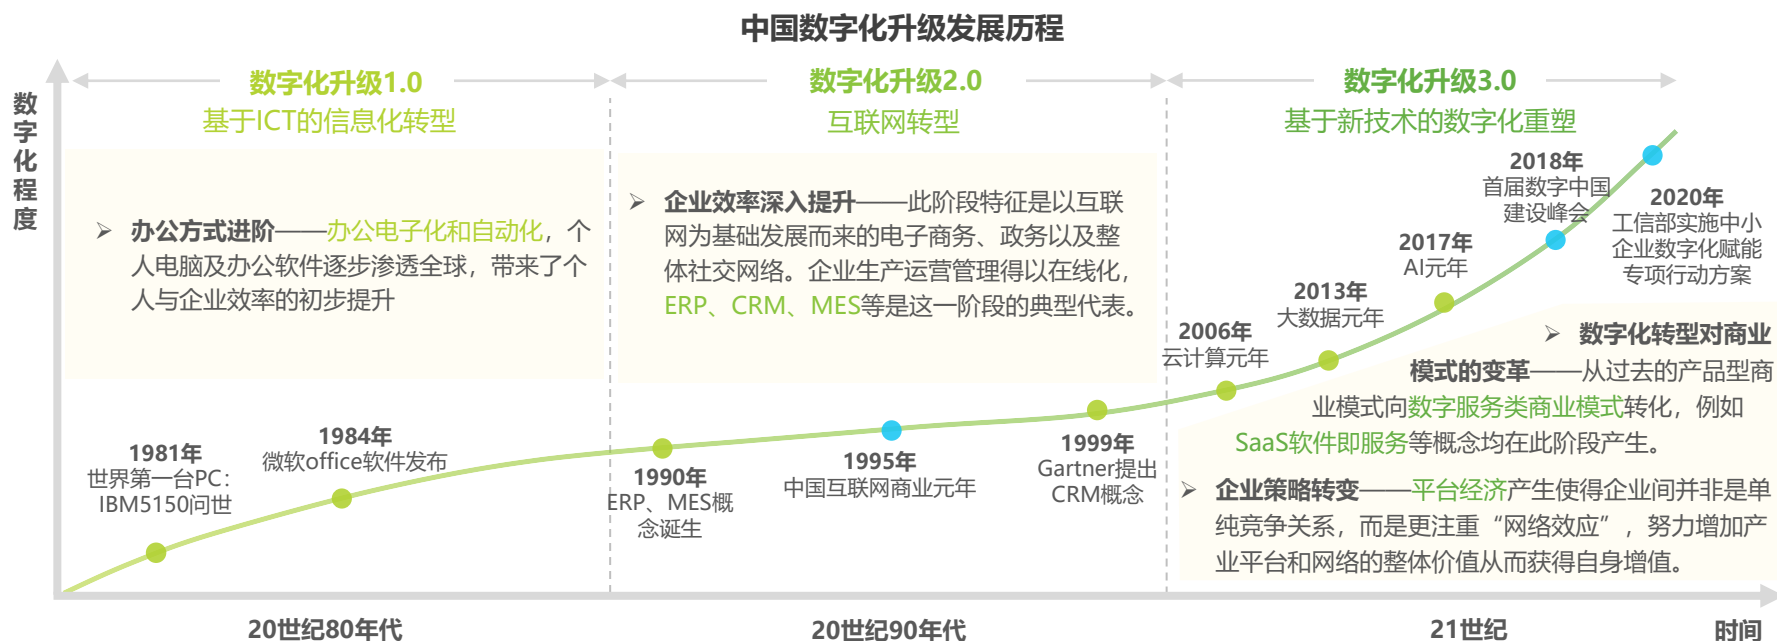 中国数字化升级发展历程
数字化程度
数字化升级1.0
基于ICT的信息化转型
数字化升级2.0
互联网转型
数字化升级3.0
基于新技术的数字化重塑
➢ 办公方式进阶——办公电子化和自动化，个
人电脑及办公软件逐步渗透全球，带来了个
人与企业效率的初步提升
➢ 企业效率深入提升——此阶段特征是以互联
网为基础发展而来的电子商务、政务以及整
体社交网络。企业生产运营管理得以在线化，
ERP、CRM、MES等是这一阶段的典型代表。
1981年
世界第一台PC：
IBM5150问世
1984年
微软office软件发布
1990年
ERP、MES概
念诞生
1995年
中国互联网商业元年
1999年
Gartner提出
CRM概念
2006年
云计算元年
2013年
大数据元年
2017年
AI元年
2018年
首届数字中国
建设峰会
2020年
工信部实施中小
企业数字化赋能
专项行动方案
➢ 数字化转型对商业
模式的变革——从过去的产品型商
业模式向数字服务类商业模式转化，例如
SaaS软件即服务等概念均在此阶段产生。
➢ 企业策略转变——平台经济产生使得企业间并非是单
纯竞争关系，而是更注重“网络效应”，努力增加产
业平台和网络的整体价值从而获得自身增值。
20世纪80年代
20世纪90年代
21世纪
时间